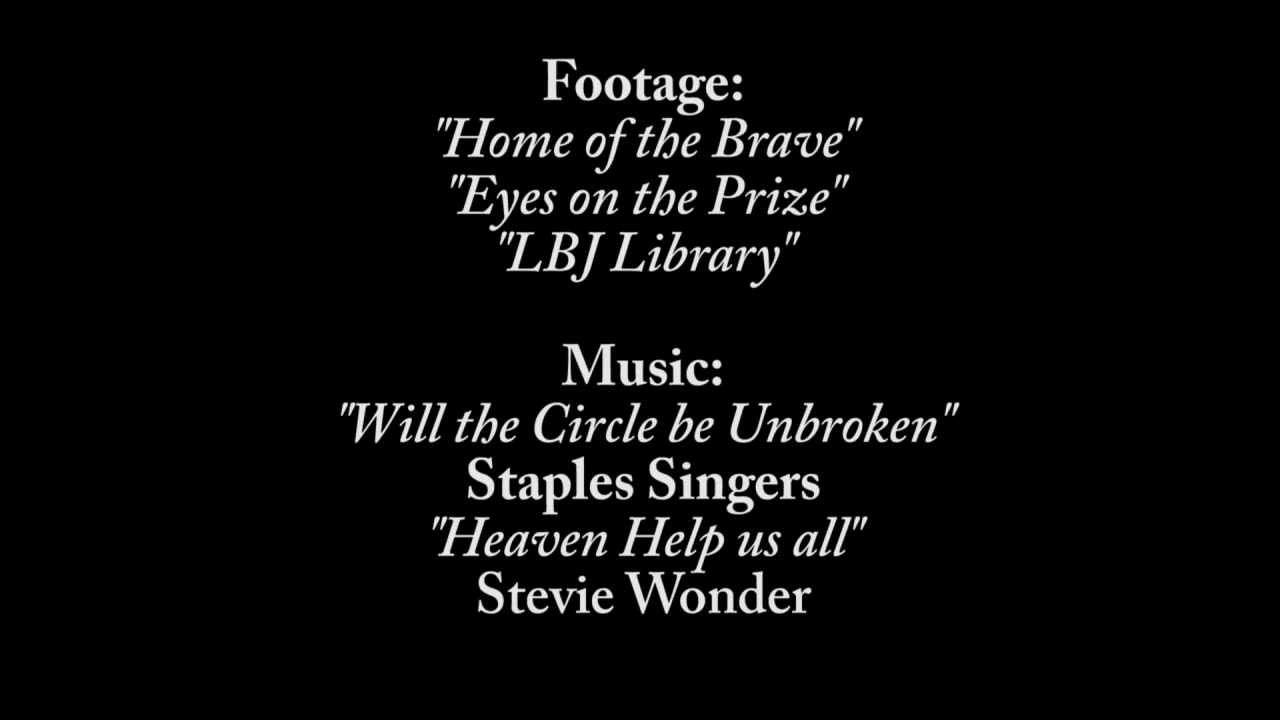 Footage:
"Home of the Brave"
"Eyes on the Prize"
"LBJ Library"
Music:
"Will the Circle be Unbroken"
Staples Singers
"Heaven Help us all"
Stevie Wonder